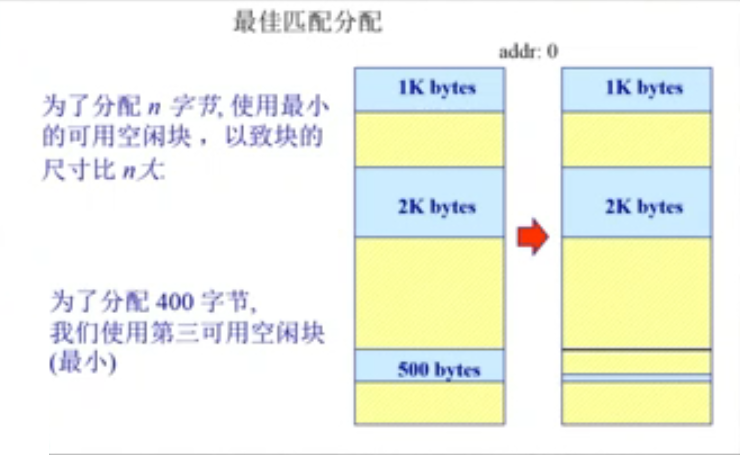 最佳匹配分配
addr: 0
为了分配 n 字节, 使用最小
的可用空闲块，以致块的
尺寸比 n大.
为了分配 400 字节,
我们使用第三可用空闲块
(最小)
1K bytes
2K bytes
500 bytes
1K bytes
2K bytes